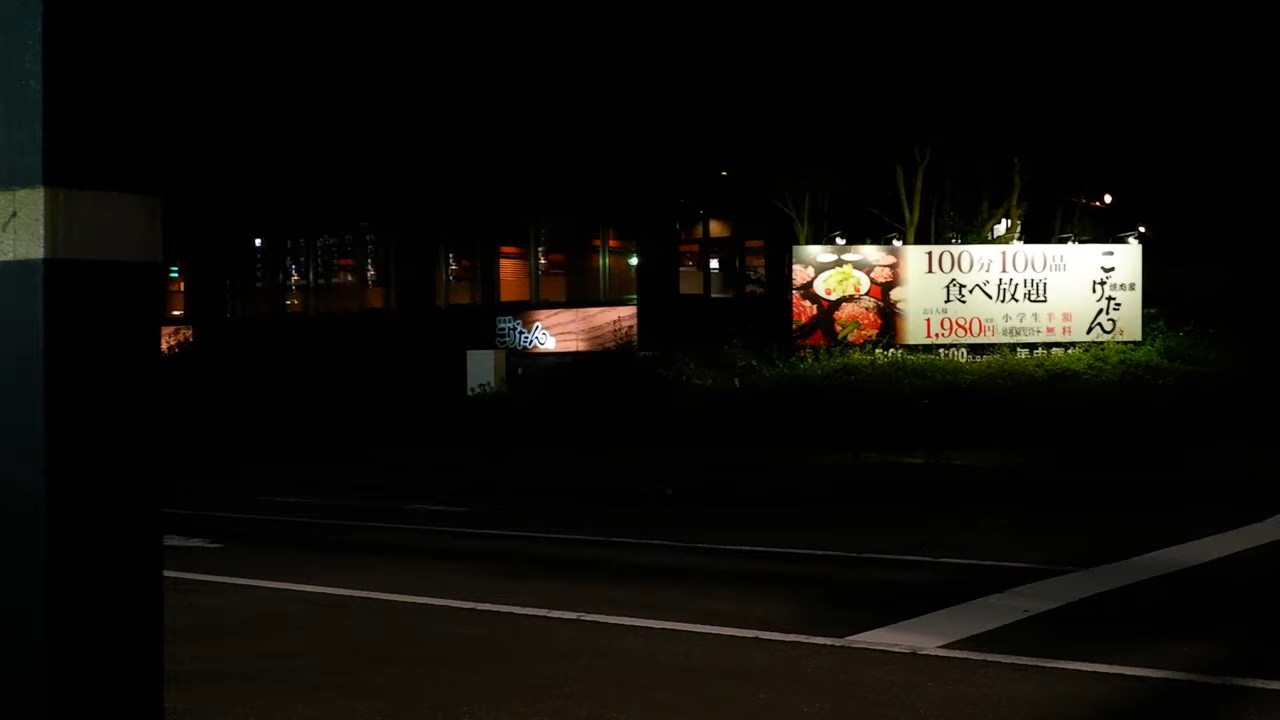 100分100品
食べ放題
お1人様
1,980円
小学生半額
幼稚園児以下無料
こげたん
焼肉家
こげたん